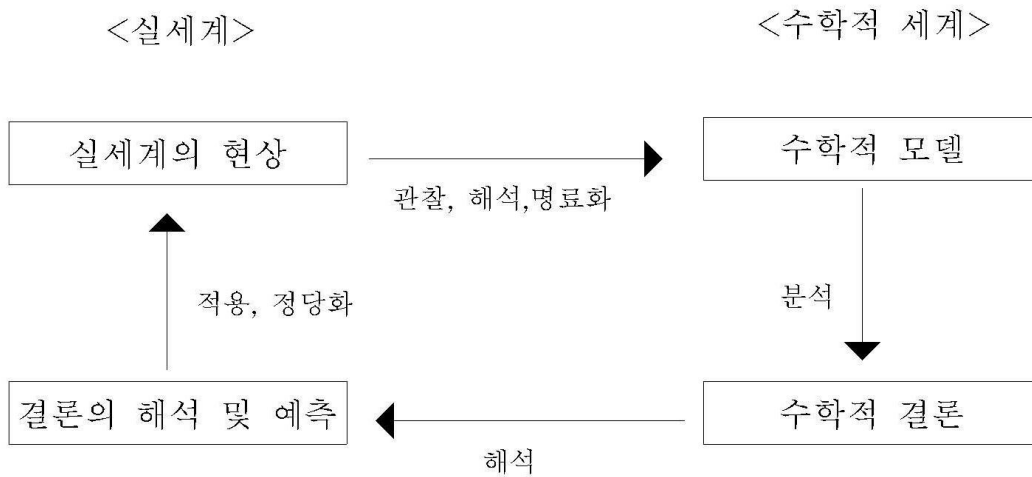 <실세계>
<수학적 세계>
실세계의 현상
수학적 모델
관찰, 해석,명료화
적용, 정당화
분석
결론의 해석 및 예측
수학적 결론
해석